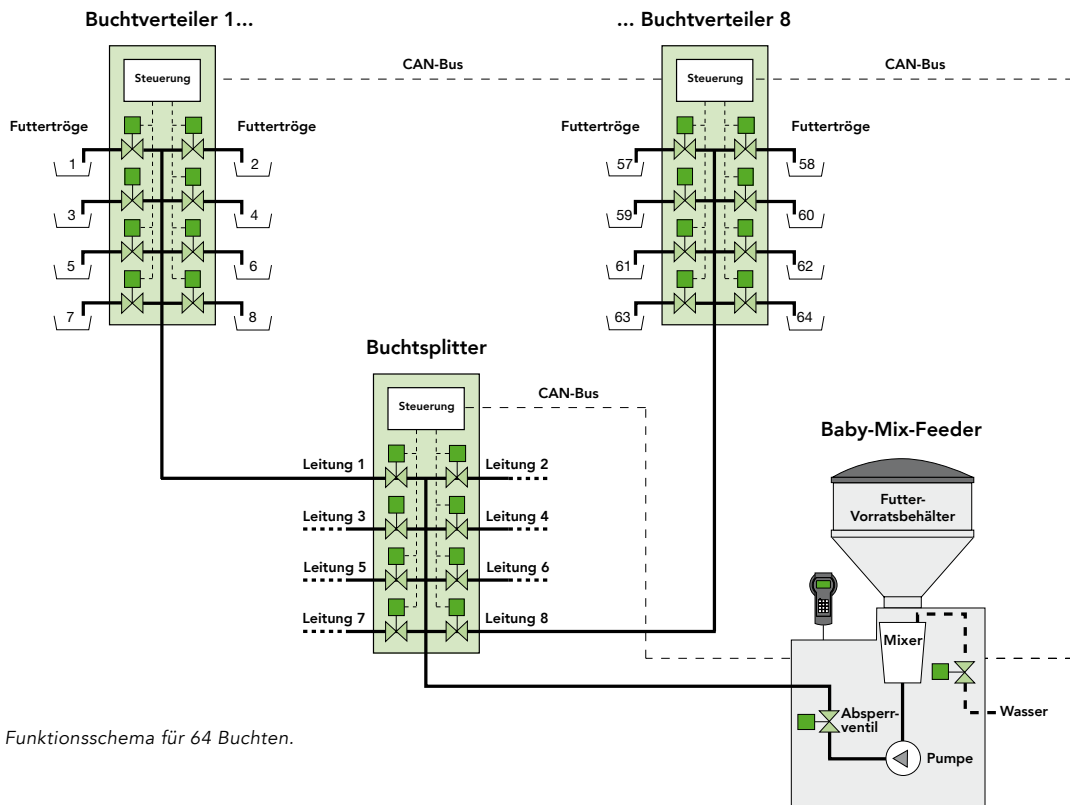 Buchtverteiler 1...
... Buchtverteiler 8
Steuerung
CAN-Bus
Steuerung
CAN-Bus
Futtertröge
Futtertröge
Futtertröge
Futtertröge
1
2
57
58
3
4
59
60
5
6
61
62
7
8
63
64
Buchtsplitter
Steuerung
CAN-Bus
Baby-Mix-Feeder
Leitung 1
Leitung 2
Leitung 3
Leitung 4
Leitung 5
Leitung 6
Leitung 7
Leitung 8
Futter-
Vorratsbehälter
Mixer
Wasser
Absperr-
ventil
Pumpe
Funktionsschema für 64 Buchten.